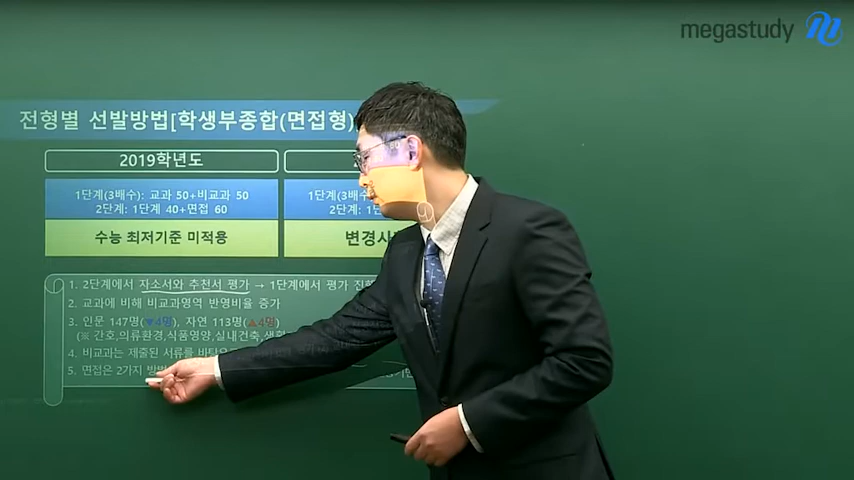 megastudy
전형별 선발방법[학생부종합(면접형)
2019학년도
1단계(3배수): 교과 50+비교과 50
2단계: 1단계 40+면접 60
수능 최저기준 미적용
1단계(3배수
2단계:
변경사
1. 2단계에서 자소서와 추천서 평가 → 1단계에서 평가
2. 교과에 비해 비교과영역 반영비율 증가
3. 인문 147명(▼4명), 자연 113명(▲4명)
(※ 간호,의류환경,식품영양,실내건축,생활
4. 비교과는 제출된 서류를 바탕으로
5. 면접은 2가지